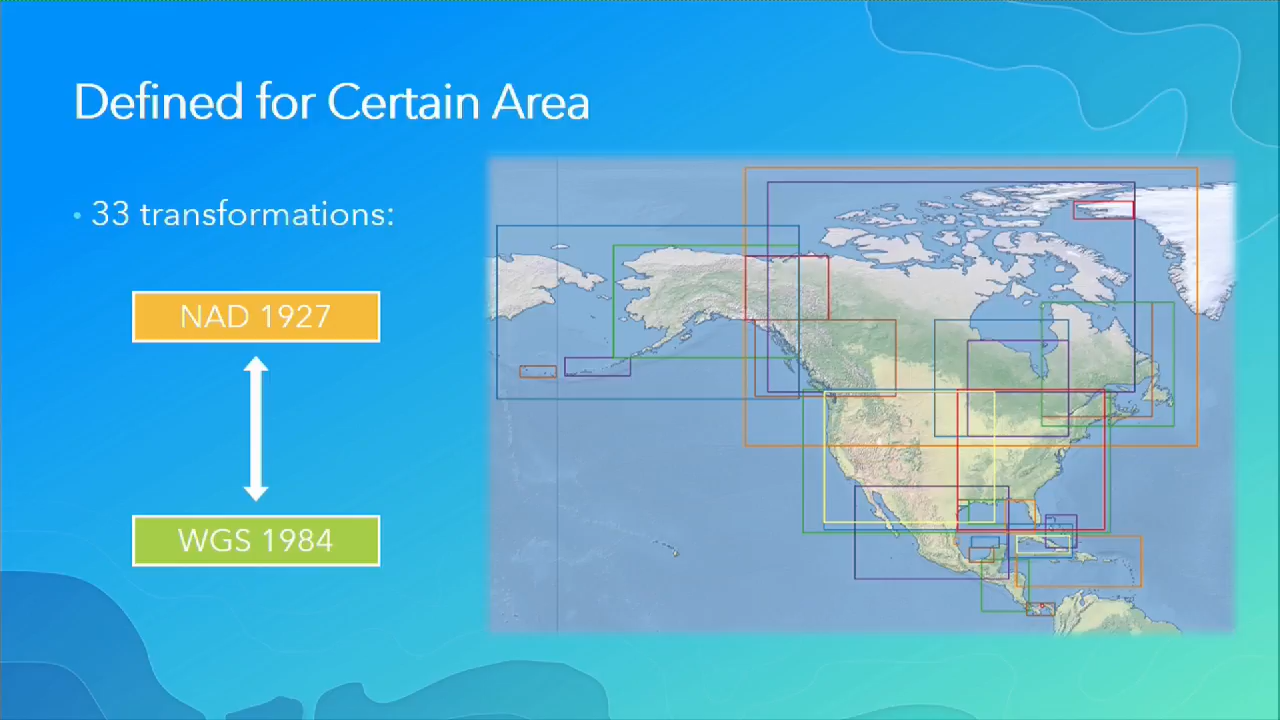 Defined for Certain Area
• 33 transformations:
NAD 1927
WGS 1984